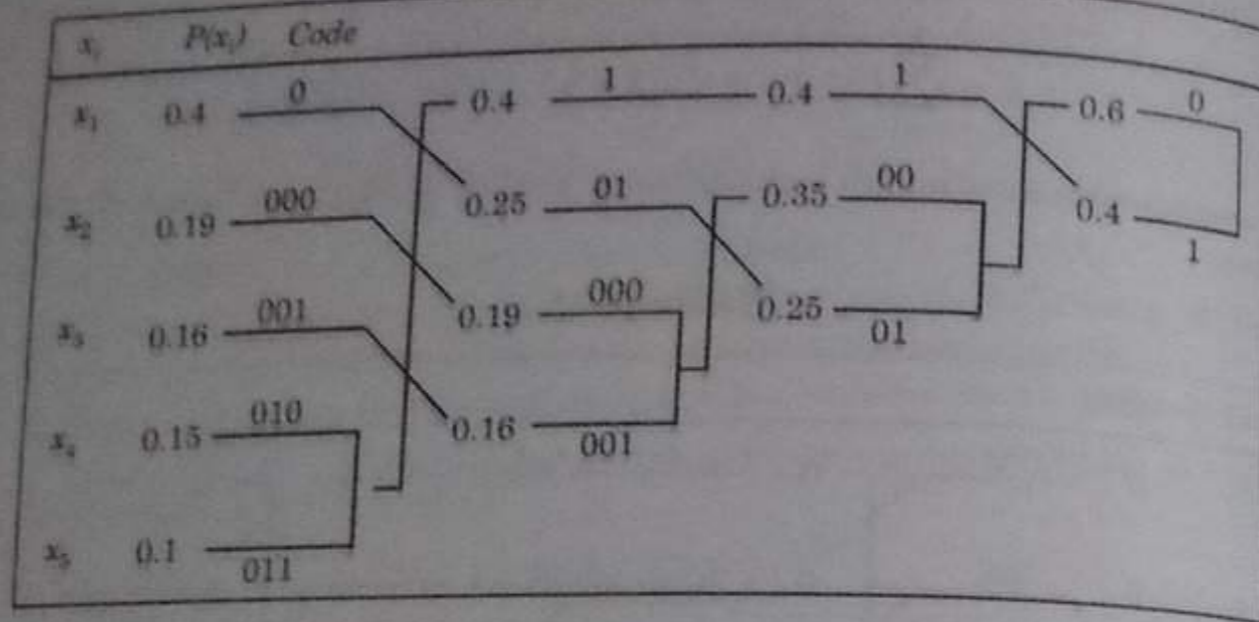 xᵢ P(xᵢ) Code
x₁ 0.4 0 0.4 1 0.4 1 0.6 0
x₂ 0.19 000 0.25 01 0.35 00 0.4 1
x₃ 0.16 001 0.19 000 0.25 01
x₄ 0.15 010 0.16 001
x₅ 0.1 011